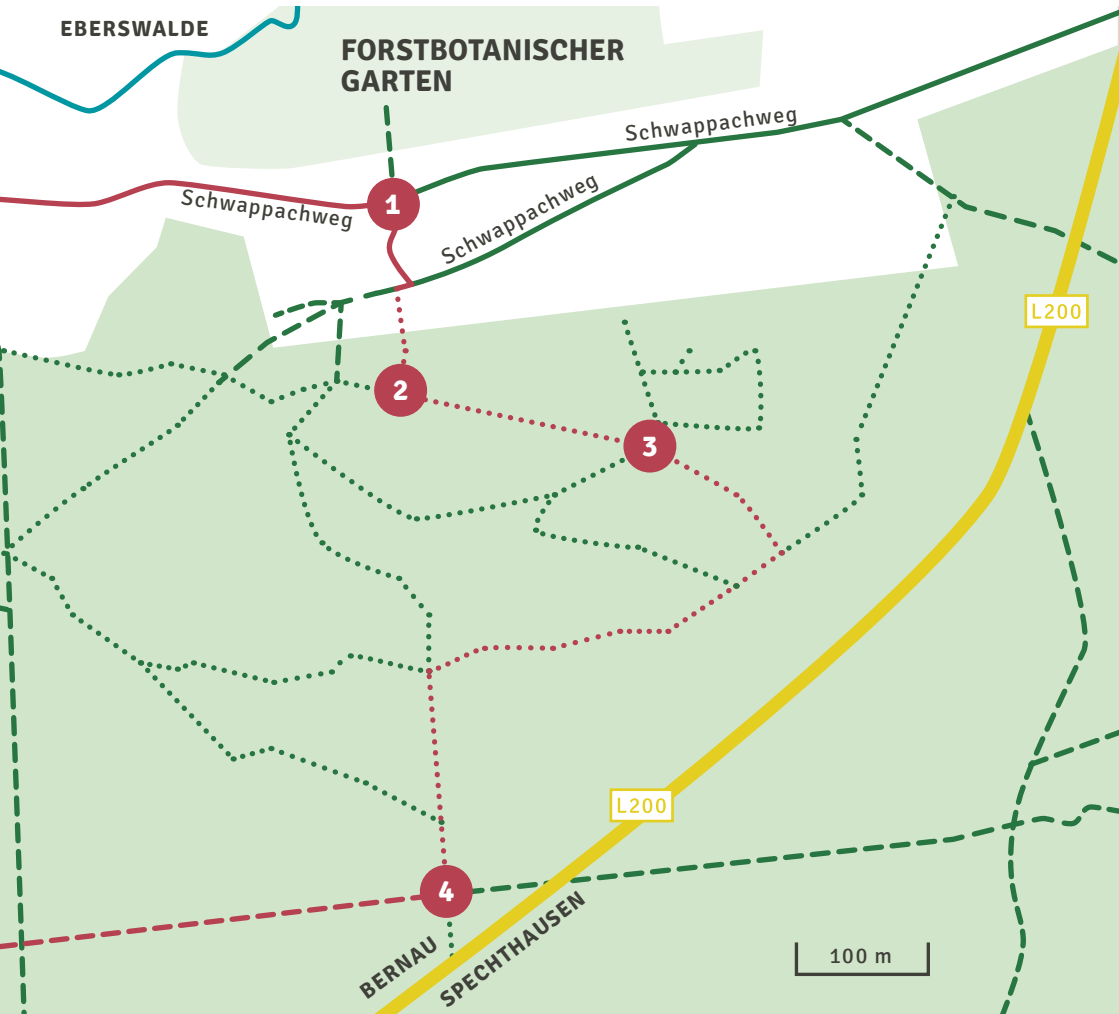 EBERSWALDE
FORSTBOTANISCHER
GARTEN
Schwappachweg
Schwappachweg
Schwappachweg
1
2
3
4
L200
L200
BERNAU
SPECHTHAUSEN
100 m